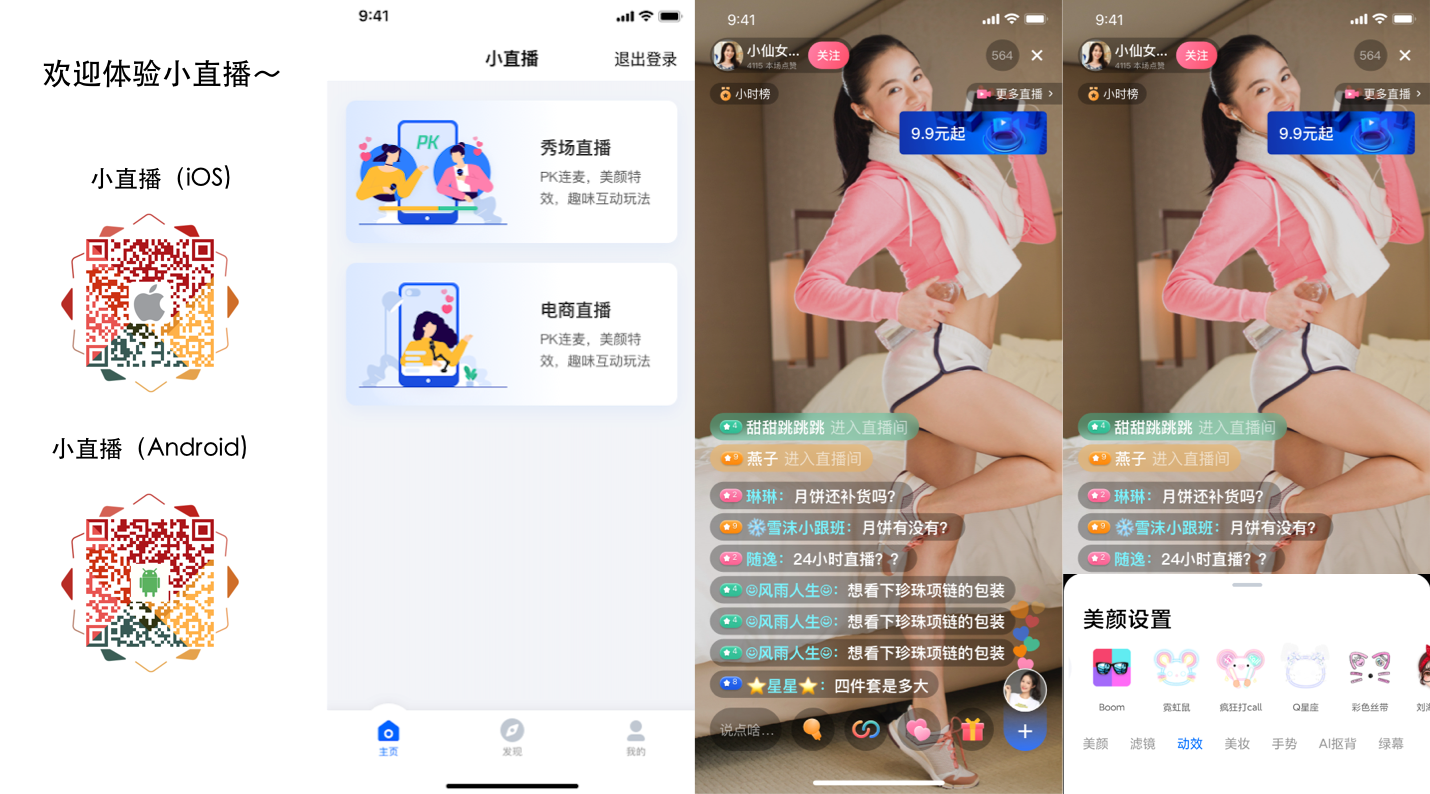 欢迎体验小直播～
小直播（iOS）
小直播（Android）
9:41
小直播
退出登录
PK
秀场直播
PK连麦，美颜特
效，趣味互动玩法
电商直播
PK连麦，美颜特
效，趣味互动玩法
主页
发现
我的
9:41
小仙女...
4115 本场点赞
关注
564
小时榜
更多直播
9.9元起
4 甜甜跳跳跳 进入直播间
9 燕子 进入直播间
2 琳琳：月饼还补货吗？
9 雪沫小跟班：月饼有没有？
2 随逸：24小时直播？？
4 ☺风雨人生☺：想看下珍珠项链的包装
4 ☺风雨人生☺：想看下珍珠项链的包装
4 ☺风雨人生☺：想看下珍珠项链的包装
8 ⭐星星⭐：四件套是多大
说点啥...
9:41
小仙女...
4115 本场点赞
关注
564
小时榜
更多直播
9.9元起
4 甜甜跳跳跳 进入直播间
9 燕子 进入直播间
2 琳琳：月饼还补货吗？
9 雪沫小跟班：月饼有没有？
2 随逸：24小时直播？？
美颜设置
Boom
霓虹鼠
疯狂打call
Q星座
彩色丝带
美颜
滤镜
动效
美妆
手势
AI抠背
绿幕